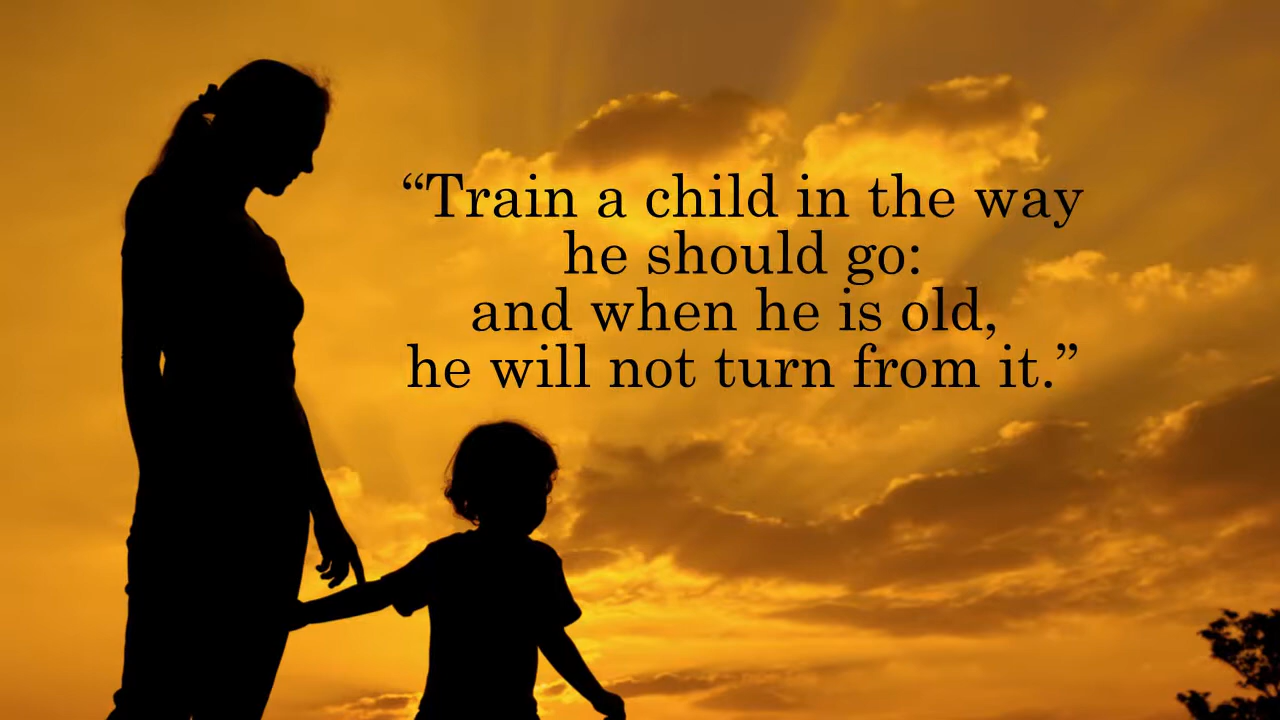 “Train a child in the way
he should go:
and when he is old,
he will not turn from it.”